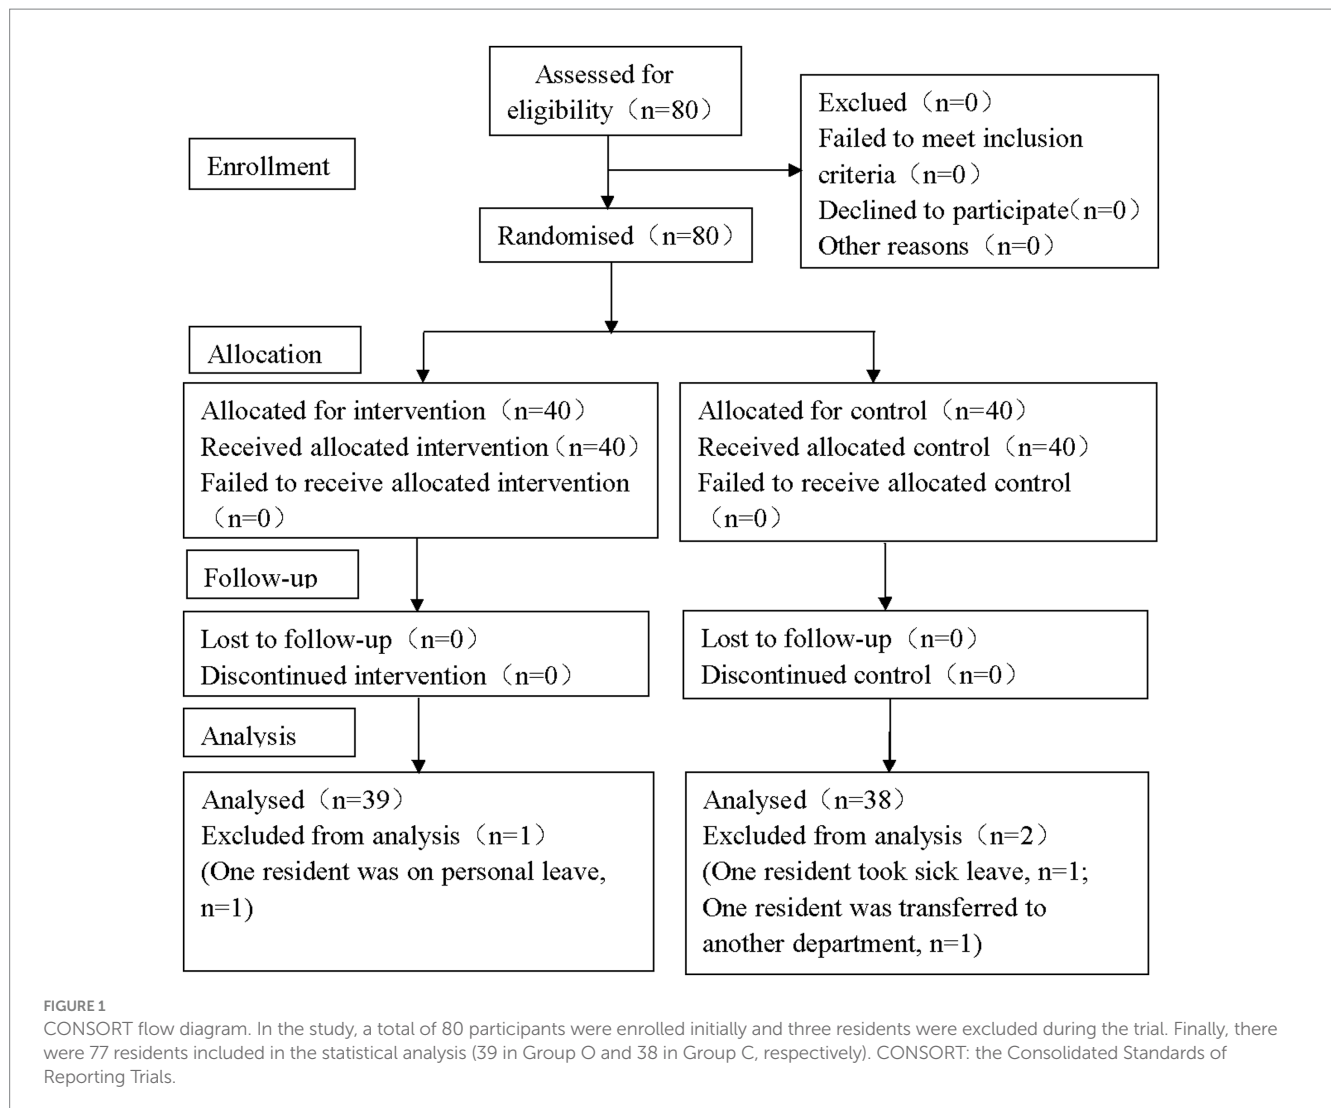 Assessed for
eligibility（n=80）
Exclued（n=0）
Failed to meet inclusion
criteria（n=0）
Declined to participate（n=0）
Other reasons（n=0）
Enrollment
Randomised（n=80）
Allocation
Allocated for intervention（n=40）
Received allocated intervention（n=40）
Failed to receive allocated intervention
（n=0）
Allocated for control（n=40）
Received allocated control（n=40）
Failed to receive allocated control
（n=0）
Follow-up
Lost to follow-up（n=0）
Discontinued intervention（n=0）
Lost to follow-up（n=0）
Discontinued control（n=0）
Analysis
Analysed（n=39）
Excluded from analysis（n=1）
(One resident was on personal leave,
n=1)
Analysed（n=38）
Excluded from analysis（n=2）
(One resident took sick leave, n=1;
One resident was transferred to
another department, n=1)
FIGURE 1
CONSORT flow diagram. In the study, a total of 80 participants were enrolled initially and three residents were excluded during the trial. Finally, there
were 77 residents included in the statistical analysis (39 in Group O and 38 in Group C, respectively). CONSORT: the Consolidated Standards of
Reporting Trials.